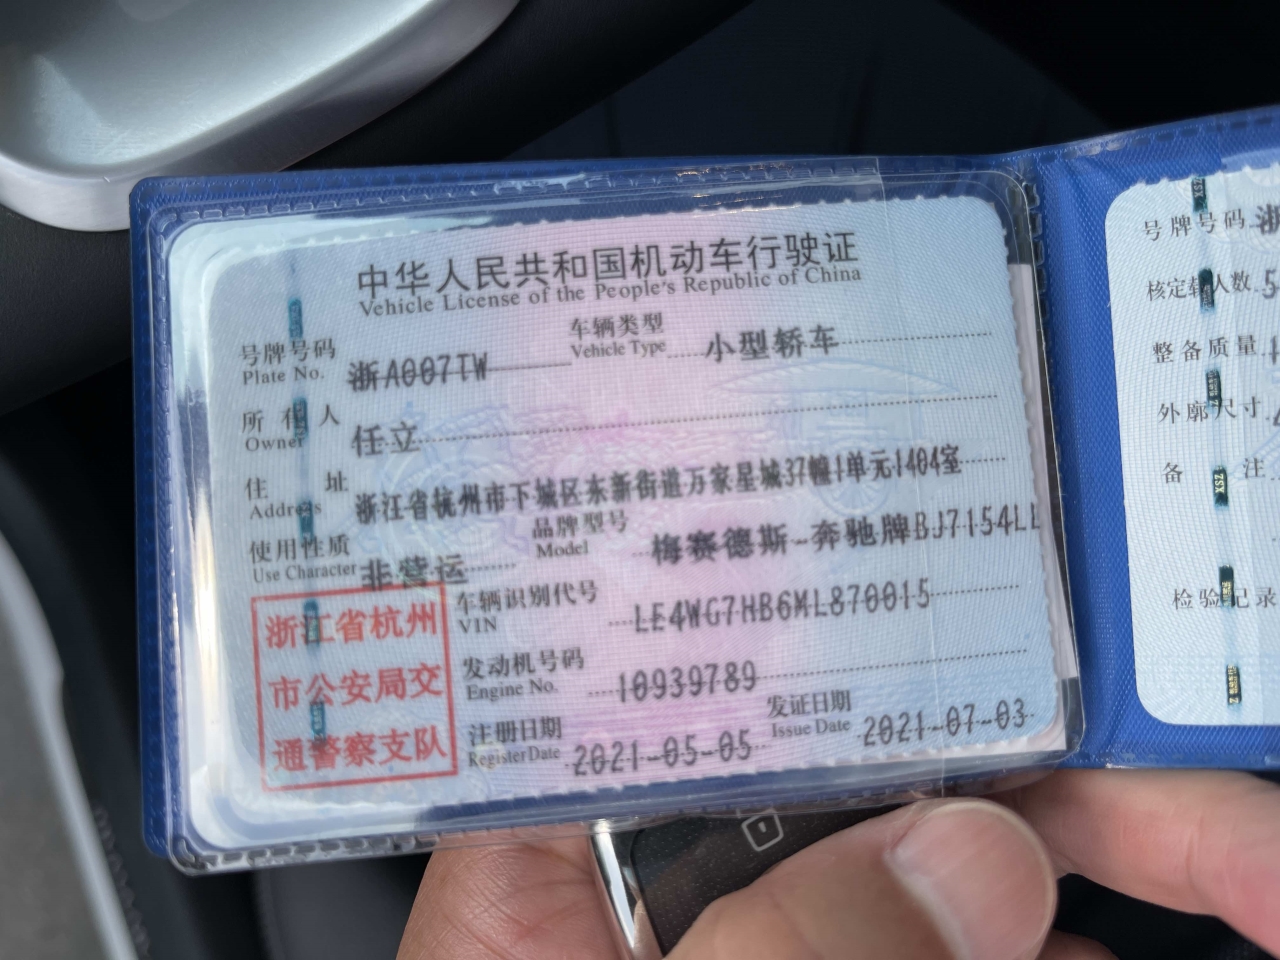 中华人民共和国机动车行驶证
Vehicle License of the People's Republic of China
号牌号码 浙A007TW 车辆类型 小型轿车
Plate No. Vehicle Type
所有人 任立
Owner
住址 浙江省杭州市下城区东新街道万家星城37幢1单元1404室
Address
使用性质 非营运 品牌型号 梅赛德斯-奔驰牌BJ7154LL
Use Character Model
浙江省杭州
市公安局交
通警察支队
车辆识别代号 LE4WG7HB6ML870015
VIN
发动机号码 10939789
Engine No.
注册日期 2021-05-05 发证日期 2021-07-03
Register Date Issue Date
号牌号码 浙
核定载人数 5
整备质量
外廓尺寸
备注
检验记录
XSZ
XSZ